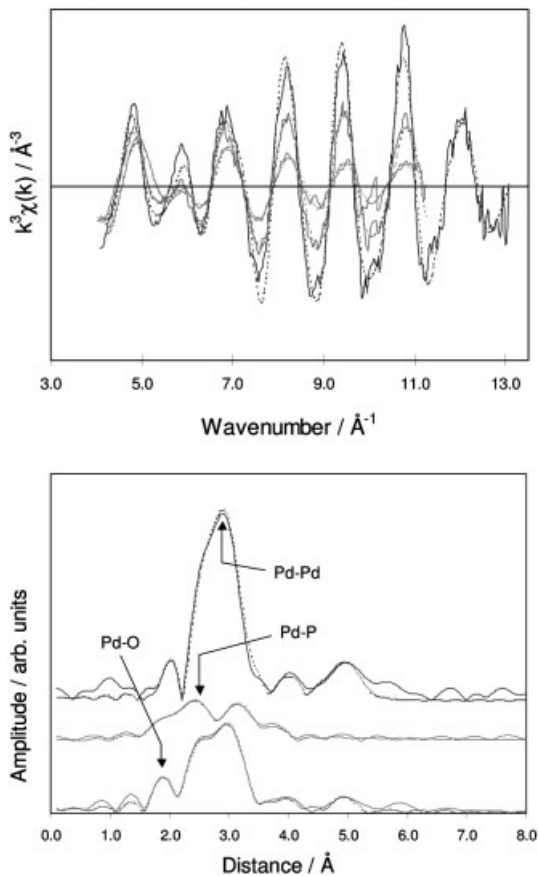 k³χ(k) / Å⁻³
3.0 5.0 7.0 9.0 11.0 13.0
Wavenumber / Å⁻¹
Amplitude / arb. units
Pd-Pd
Pd-P
Pd-O
0.0 1.0 2.0 3.0 4.0 5.0 6.0 7.0 8.0
Distance / Å